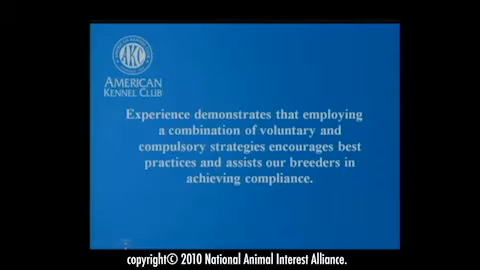 AKC
AMERICAN
KENNEL CLUB
Experience demonstrates that employing
a combination of voluntary and
compulsory strategies encourages best
practices and assists our breeders in
achieving compliance.
copyright© 2010 National Animal Interest Alliance.